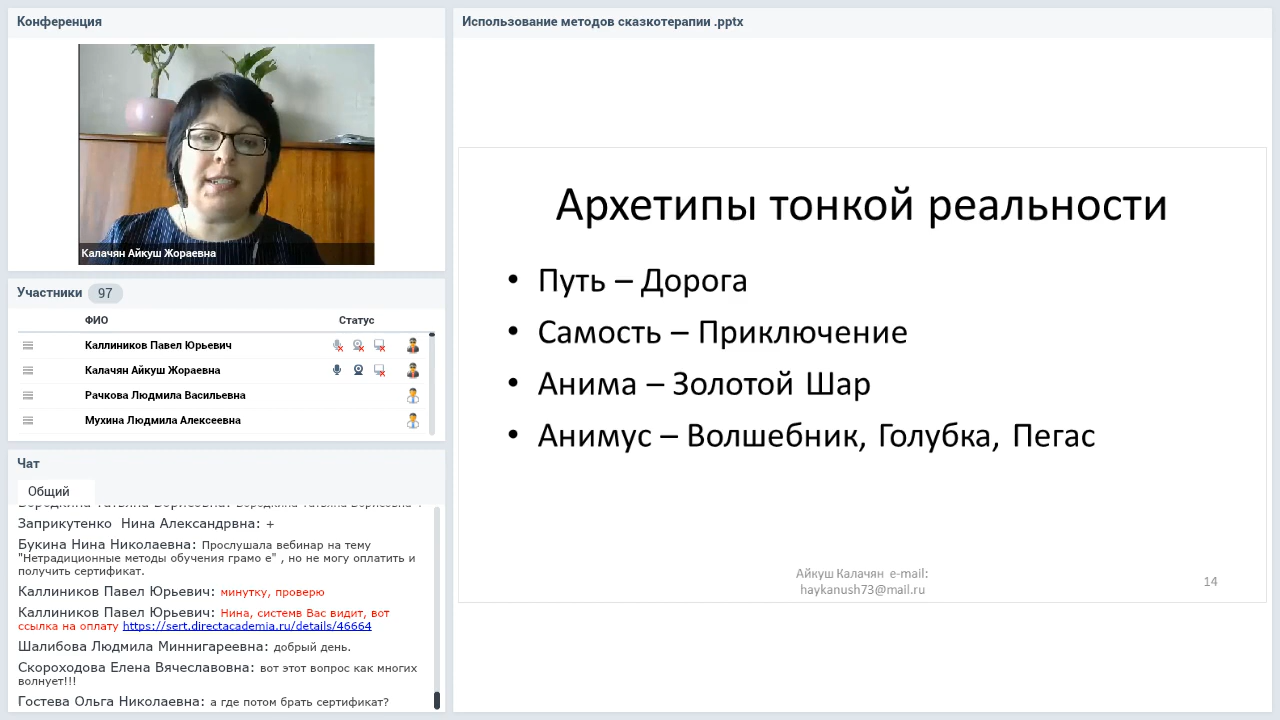 Конференция
Калачян Айкуш Жораевна
Участники 97
ФИО Статус
Каллиников Павел Юрьевич
Калачян Айкуш Жораевна
Рачкова Людмила Васильевна
Мухина Людмила Алексеевна
Чат
Общий
Заприкутенко Нина Александрвна: +
Букина Нина Николаевна: Прослушала вебинар на тему
"Нетрадиционные методы обучения грамо е" , но не могу оплатить и
получить сертификат.
Каллиников Павел Юрьевич: минутку, проверю
Каллиников Павел Юрьевич: Нина, системв Вас видит, вот
ссылка на оплату https://sert.directacademia.ru/details/46664
Шалибова Людмила Миннигареевна: добрый день.
Скороходова Елена Вячеславовна: вот этот вопрос как многих
волнует!!!
Гостева Ольга Николаевна: а где потом брать сертификат?
Использование методов сказкотерапии .pptx
Архетипы тонкой реальности
• Путь – Дорога
• Самость – Приключение
• Анима – Золотой Шар
• Анимус – Волшебник, Голубка, Пегас
Айкуш Калачян e-mail:
haykanush73@mail.ru
14